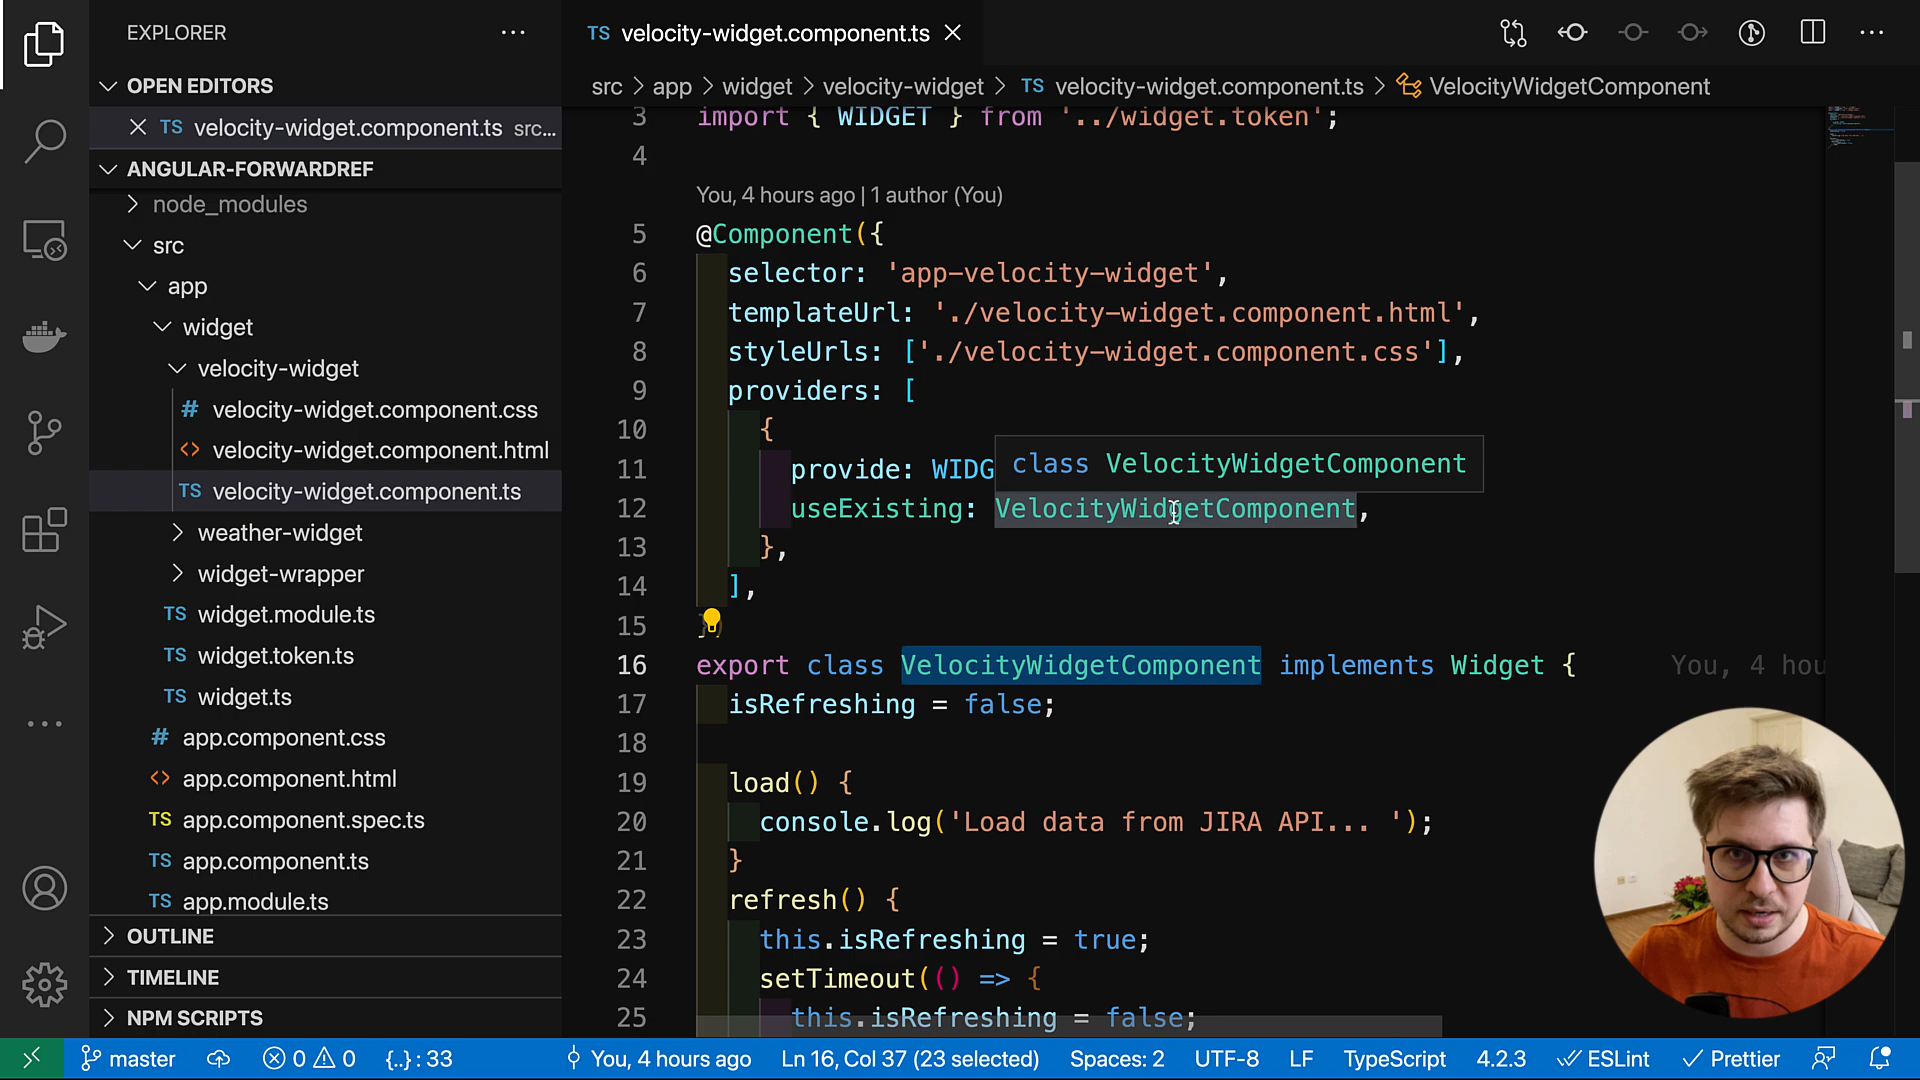 EXPLORER
OPEN EDITORS
TS velocity-widget.component.ts src...
ANGULAR-FORWARDREF
node_modules
src
app
widget
velocity-widget
# velocity-widget.component.css
<> velocity-widget.component.html
TS velocity-widget.component.ts
weather-widget
widget-wrapper
TS widget.module.ts
TS widget.token.ts
TS widget.ts
# app.component.css
<> app.component.html
TS app.component.spec.ts
TS app.component.ts
TS app.module.ts
OUTLINE
TIMELINE
NPM SCRIPTS
TS velocity-widget.component.ts
src > app > widget > velocity-widget > TS velocity-widget.component.ts > VelocityWidgetComponent
3 import { WIDGET } from '../widget.token';
4
You, 4 hours ago | 1 author (You)
5 @Component({
6 selector: 'app-velocity-widget',
7 templateUrl: './velocity-widget.component.html',
8 styleUrls: ['./velocity-widget.component.css'],
9 providers: [
10 {
class VelocityWidgetComponent
11 provide: WIDG
12 useExisting: VelocityWidgetComponent,
13 },
14 ],
15 })
16 export class VelocityWidgetComponent implements Widget { You, 4 hou
17 isRefreshing = false;
18
19 load() {
20 console.log('Load data from JIRA API... ');
21 }
22 refresh() {
23 this.isRefreshing = true;
24 setTimeout(() => {
25 this.isRefreshing = false;
master 0 0 {..} : 33 You, 4 hours ago Ln 16, Col 37 (23 selected) Spaces: 2 UTF-8 LF TypeScript 4.2.3 ESLint Prettier